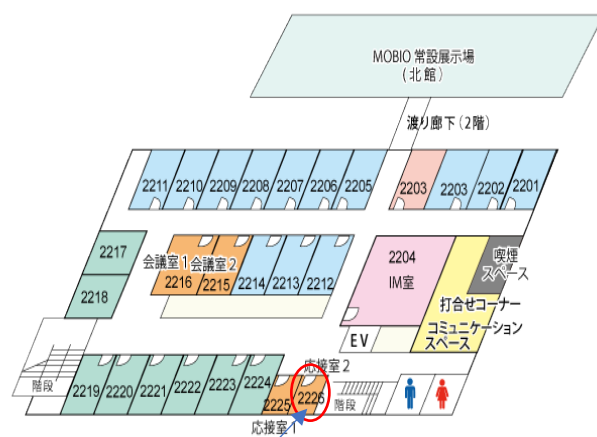 MOBIO 常設展示場
(北館)
渡り廊下(2階)
2211
2210
2209
2208
2207
2206
2205
2203
2203
2202
2201
2217
2218
会議室1
2216
会議室2
2215
2214
2213
2212
2204
IM室
喫煙
スペース
打合せコーナー
コミュニケーション
スペース
EV
階段
2219
2220
2221
2222
2223
2224
応接室2
2225
2226
階段
応接室1